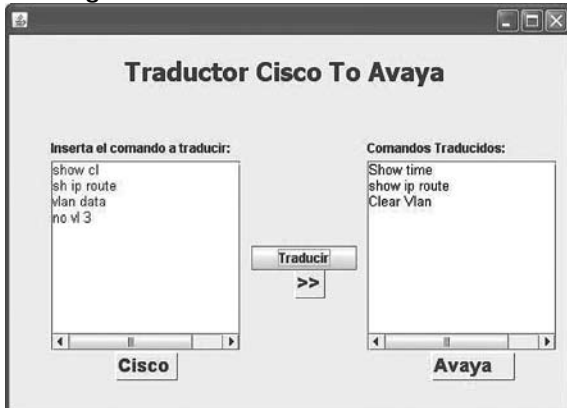 Traductor Cisco To Avaya
Inserta el comando a traducir:
show cl
sh ip route
vlan data
no vl 3
Traducir
>>
Cisco
Comandos Traducidos:
Show time
show ip route
Clear Vlan
Avaya